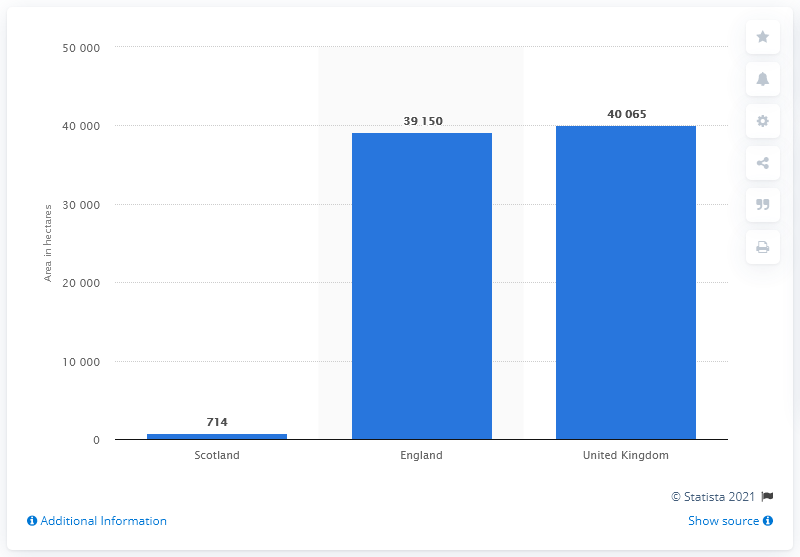 50 000
40 000
30 000
20 000
10 000
0
Area in hectares
714
39 150
40 065
Scotland
England
United Kingdom
© Statista 2021
Additional Information
Show source